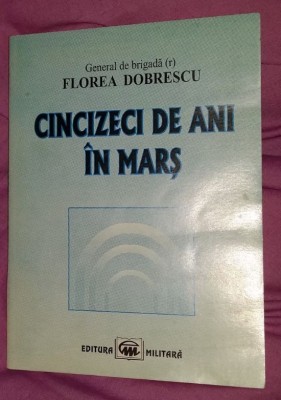 General de brigadă (r)
FLOREA DOBRESCU
CINCIZECI DE ANI
ÎN MARȘ
EDITURA MILITARĂ